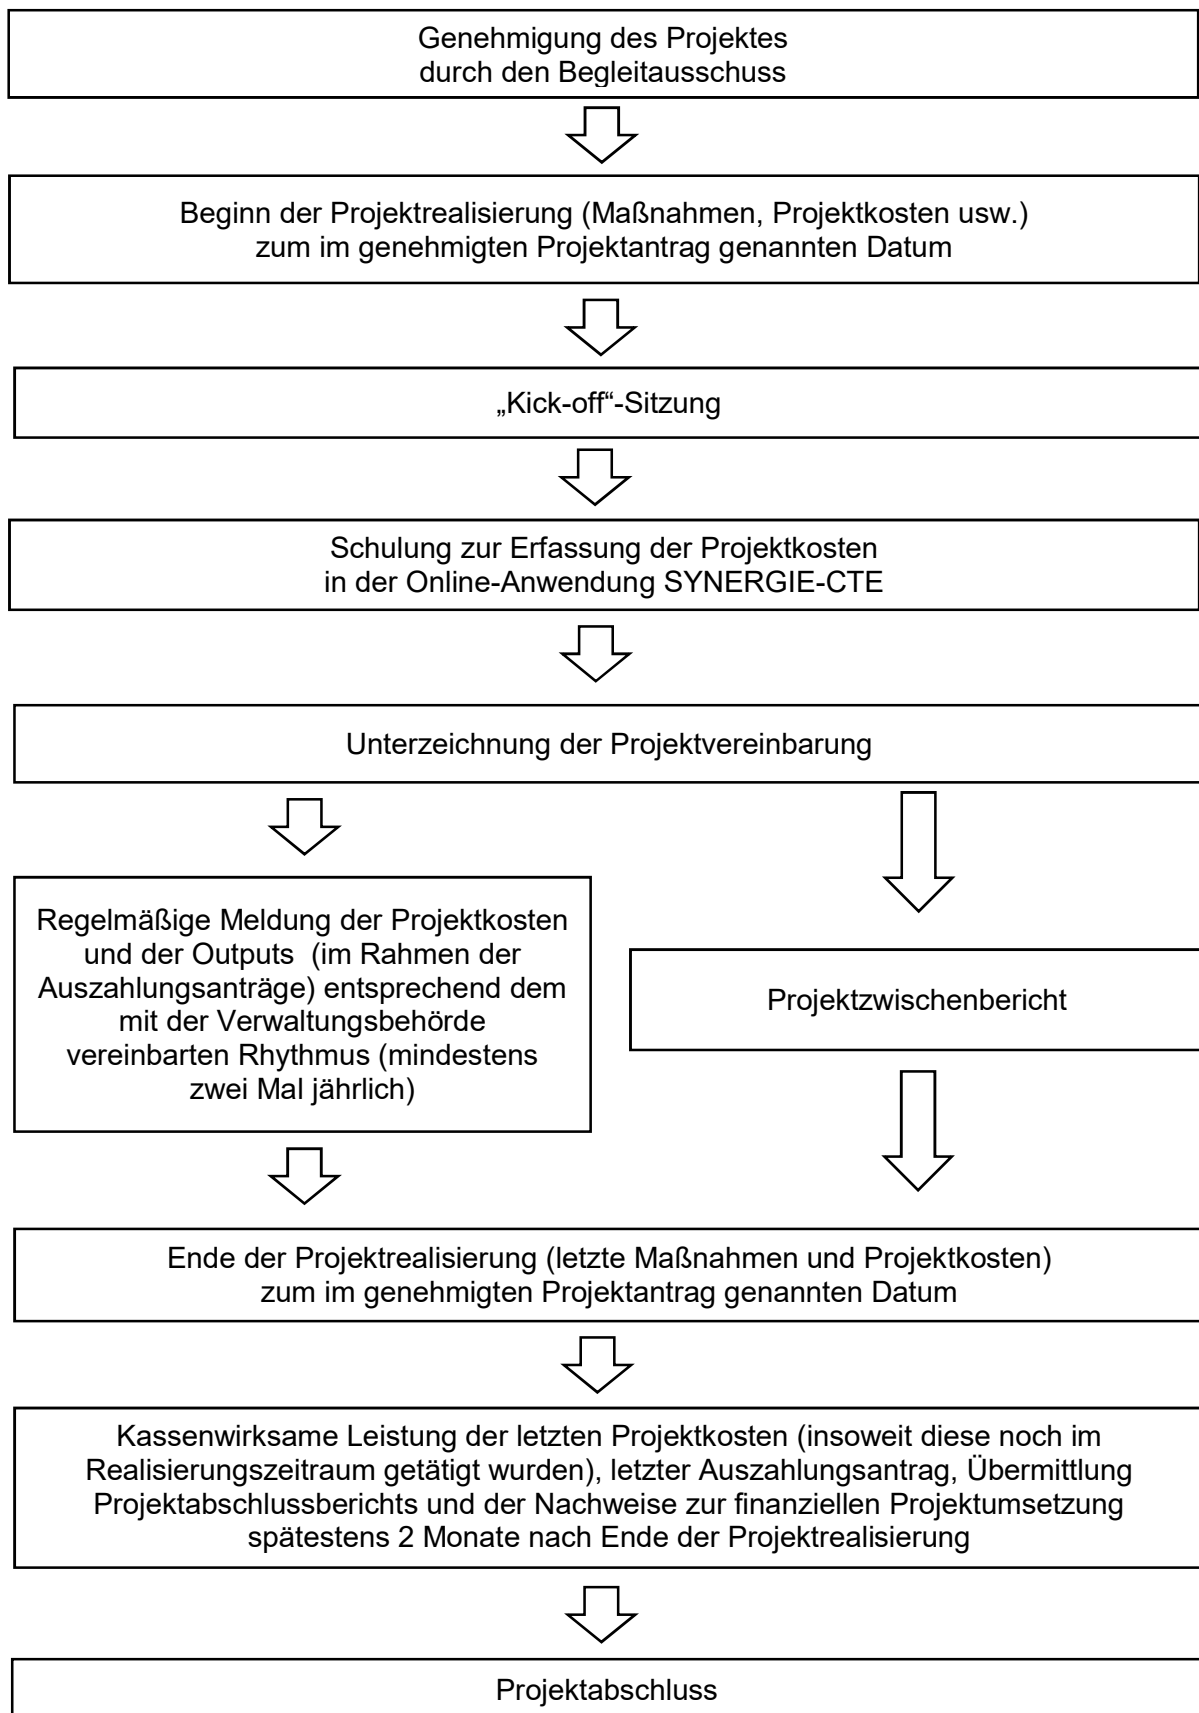 Genehmigung des Projektes
durch den Begleitausschuss
Beginn der Projektrealisierung (Maßnahmen, Projektkosten usw.)
zum im genehmigten Projektantrag genannten Datum
„Kick-off“-Sitzung
Schulung zur Erfassung der Projektkosten
in der Online-Anwendung SYNERGIE-CTE
Unterzeichnung der Projektvereinbarung
Regelmäßige Meldung der Projektkosten
und der Outputs (im Rahmen der
Auszahlungsanträge) entsprechend dem
mit der Verwaltungsbehörde
vereinbarten Rhythmus (mindestens
zwei Mal jährlich)
Projektzwischenbericht
Ende der Projektrealisierung (letzte Maßnahmen und Projektkosten)
zum im genehmigten Projektantrag genannten Datum
Kassenwirksame Leistung der letzten Projektkosten (insoweit diese noch im
Realisierungszeitraum getätigt wurden), letzter Auszahlungsantrag, Übermittlung
Projektabschlussberichts und der Nachweise zur finanziellen Projektumsetzung
spätestens 2 Monate nach Ende der Projektrealisierung
Projektabschluss